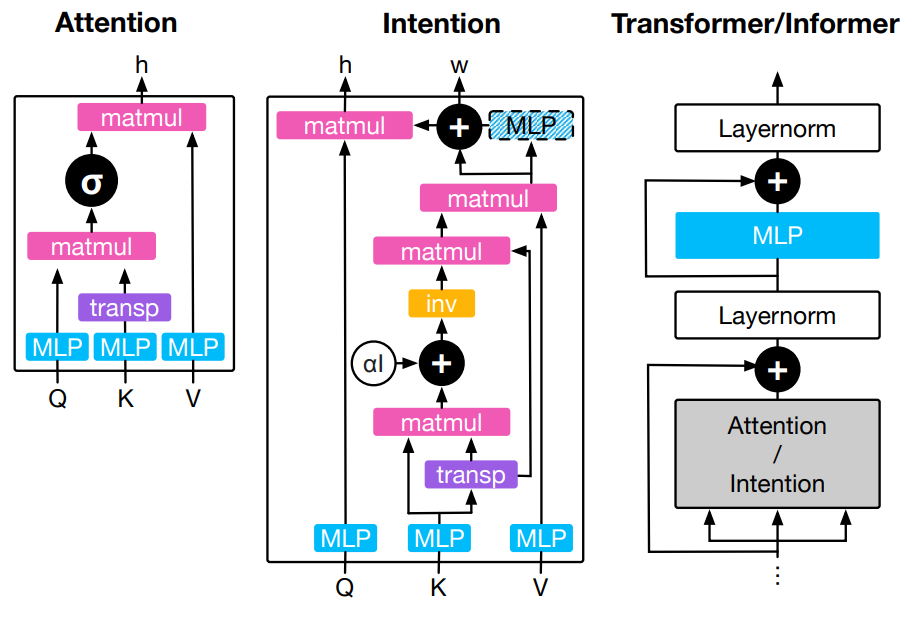 Attention
h
matmul
σ
matmul
transp
MLP MLP MLP
Q K V
Intention
h w
matmul + MLP
matmul
matmul
inv
αI +
matmul
transp
MLP MLP MLP
Q K V
Transformer/Informer
Layernorm
+
MLP
Layernorm
+
Attention
/
Intention
⋮